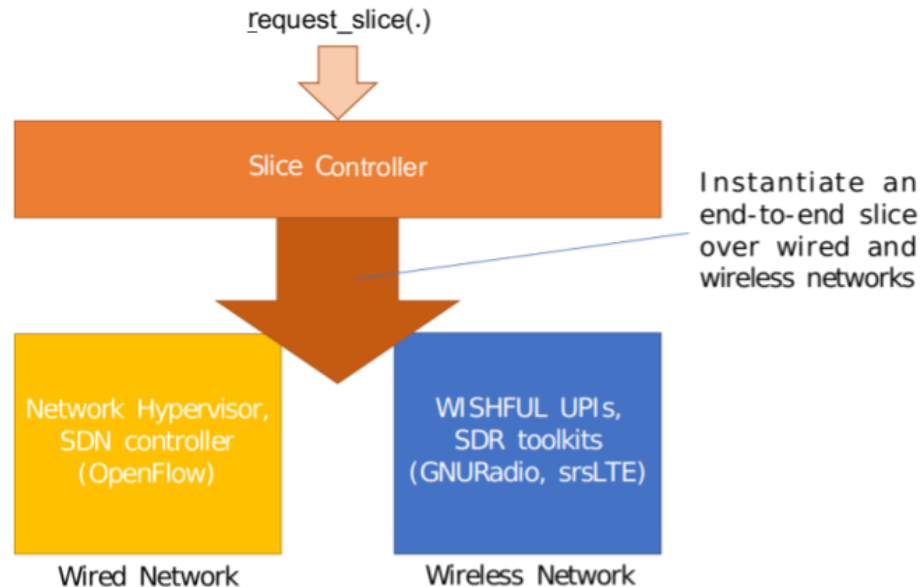 request_slice(.)
Slice Controller
Instantiate an
end-to-end slice
over wired and
wireless networks
Network Hypervisor,
SDN controller
(OpenFlow)
WISHFUL UPIs,
SDR toolkits
(GNURadio, srsLTE)
Wired Network
Wireless Network